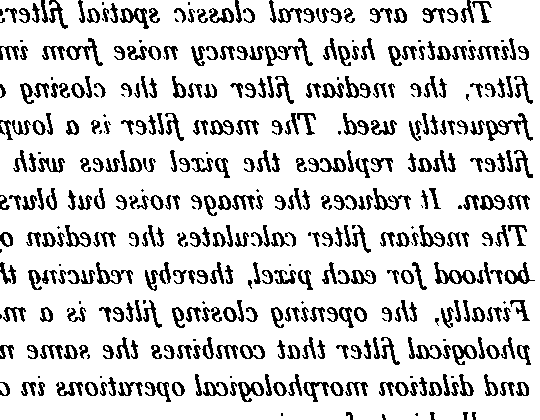 There are several classic spatial filters
eliminating high frequency noise from im
filter, the median filter and the closing o
frequently used. The mean filter is a lowp
filter that replaces the pixel values with
mean. It reduces the image noise but blurs
The median filter calculates the median o
borhood for each pixel, thereby reducing th
Finally, the opening closing filter is a ma
phological filter that combines the same n
and dilation morphological operations in o